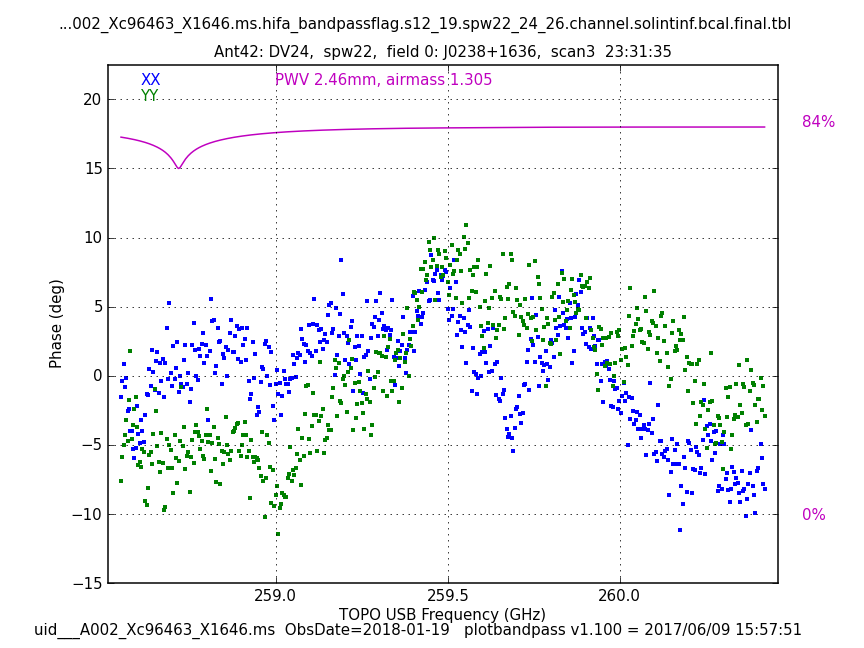 ...002_Xc96463_X1646.ms.hifa_bandpassflag.s12_19.spw22_24_26.channel.solintinf.bcal.final.tbl
Ant42: DV24, spw22, field 0: J0238+1636, scan3 23:31:35
XX
PWV 2.46mm, airmass 1.305
YY
20
84%
15
10
5
0
−5
−10
0%
−15
Phase (deg)
259.0 259.5 260.0
TOPO USB Frequency (GHz)
uid___A002_Xc96463_X1646.ms ObsDate=2018-01-19 plotbandpass v1.100 = 2017/06/09 15:57:51